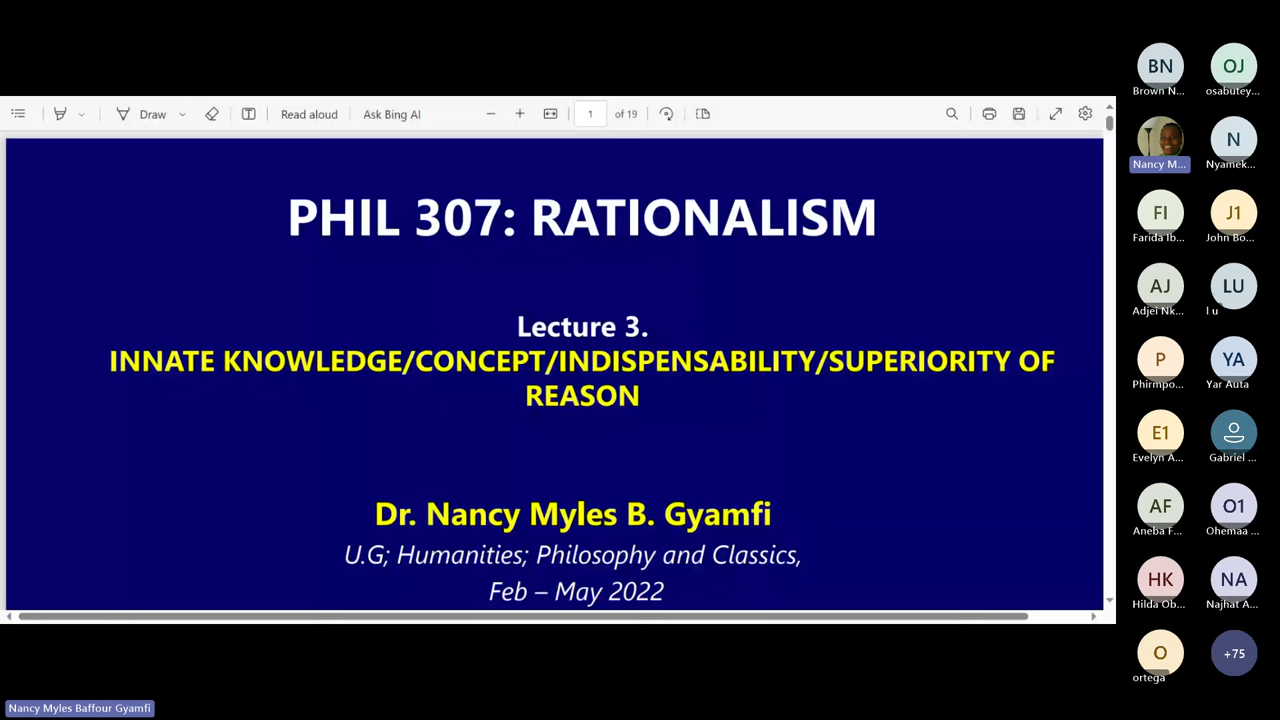 Draw
Read aloud
Ask Bing AI
1
of 19
PHIL 307: RATIONALISM
Lecture 3.
INNATE KNOWLEDGE/CONCEPT/INDISPENSABILITY/SUPERIORITY OF
REASON
Dr. Nancy Myles B. Gyamfi
U.G; Humanities; Philosophy and Classics,
Feb – May 2022
BN
Brown N...
OJ
osabutey...
Nancy M...
N
Nyamek...
FI
Farida Ib...
J1
John Bo...
AJ
Adjei Nk...
LU
l u
P
Phirmpo...
YA
Yar Auta
E1
Evelyn A...
Gabriel ...
AF
Aneba F...
O1
Ohemaa ...
HK
Hilda Ob...
NA
Najhat A...
O
ortega
+75
Nancy Myles Baffour Gyamfi